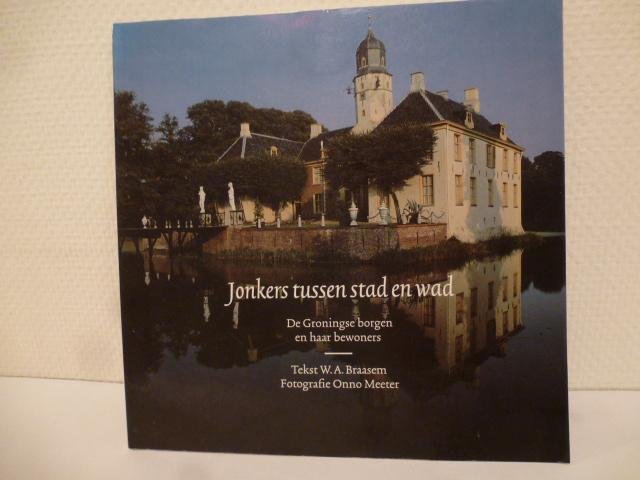 Jonkers tussen stad en wad
De Groningse borgen
en haar bewoners
Tekst W. A. Braasem
Fotografie Onno Meeter